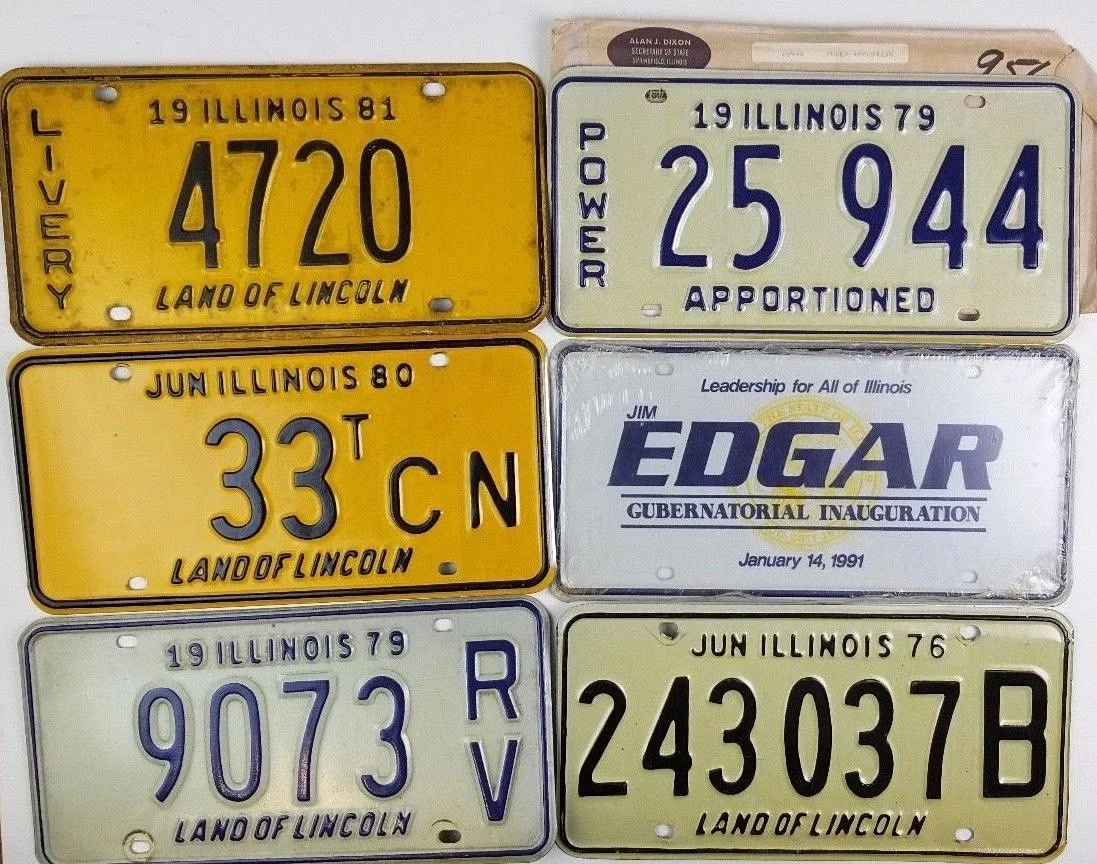 19 ILLINOIS 81
LIVERY
4720
LAND OF LINCOLN
ALAN J. DIXON
SECRETARY OF STATE
SPRINGFIELD, ILLINOIS
19 ILLINOIS 79
POWER
25 944
APPORTIONED
JUN ILLINOIS 80
33 T CN
LAND OF LINCOLN
Leadership for All of Illinois
JIM
EDGAR
GUBERNATORIAL INAUGURATION
January 14, 1991
19 ILLINOIS 79
9073 RV
LAND OF LINCOLN
JUN ILLINOIS 76
243037B
LAND OF LINCOLN